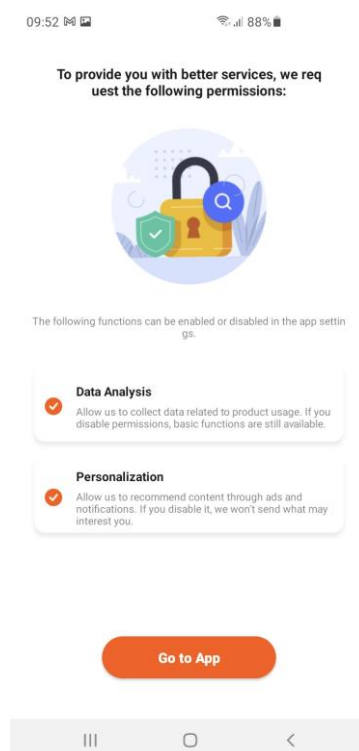 09:52 88%
To provide you with better services, we req
uest the following permissions:
The following functions can be enabled or disabled in the app settin
gs.
Data Analysis
Allow us to collect data related to product usage. If you
disable permissions, basic functions are still available.
Personalization
Allow us to recommend content through ads and
notifications. If you disable it, we won't send what may
interest you.
Go to App